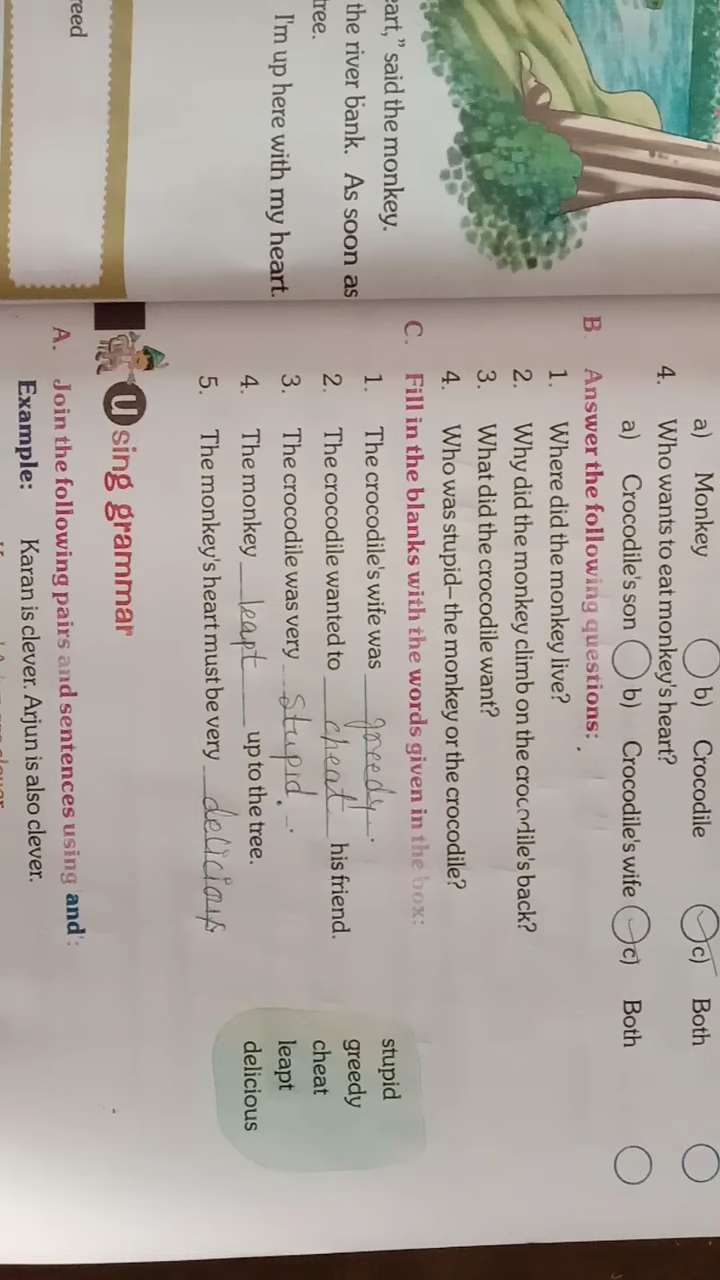 eart," said the monkey.
the river bank. As soon as
tree.
I'm up here with my heart.
reed
a) Monkey b) Crocodile c) Both
4. Who wants to eat monkey's heart?
a) Crocodile's son b) Crocodile's wife c) Both
B. Answer the following questions:
1. Where did the monkey live?
2. Why did the monkey climb on the crocodile's back?
3. What did the crocodile want?
4. Who was stupid– the monkey or the crocodile?
C. Fill in the blanks with the words given in the box:
1. The crocodile's wife was greedy.
2. The crocodile wanted to cheat his friend.
3. The crocodile was very stupid.
4. The monkey leapt up to the tree.
5. The monkey's heart must be very delicious
stupid
greedy
cheat
leapt
delicious
Using grammar
A. Join the following pairs and sentences using 'and':
Example: Karan is clever. Arjun is also clever.